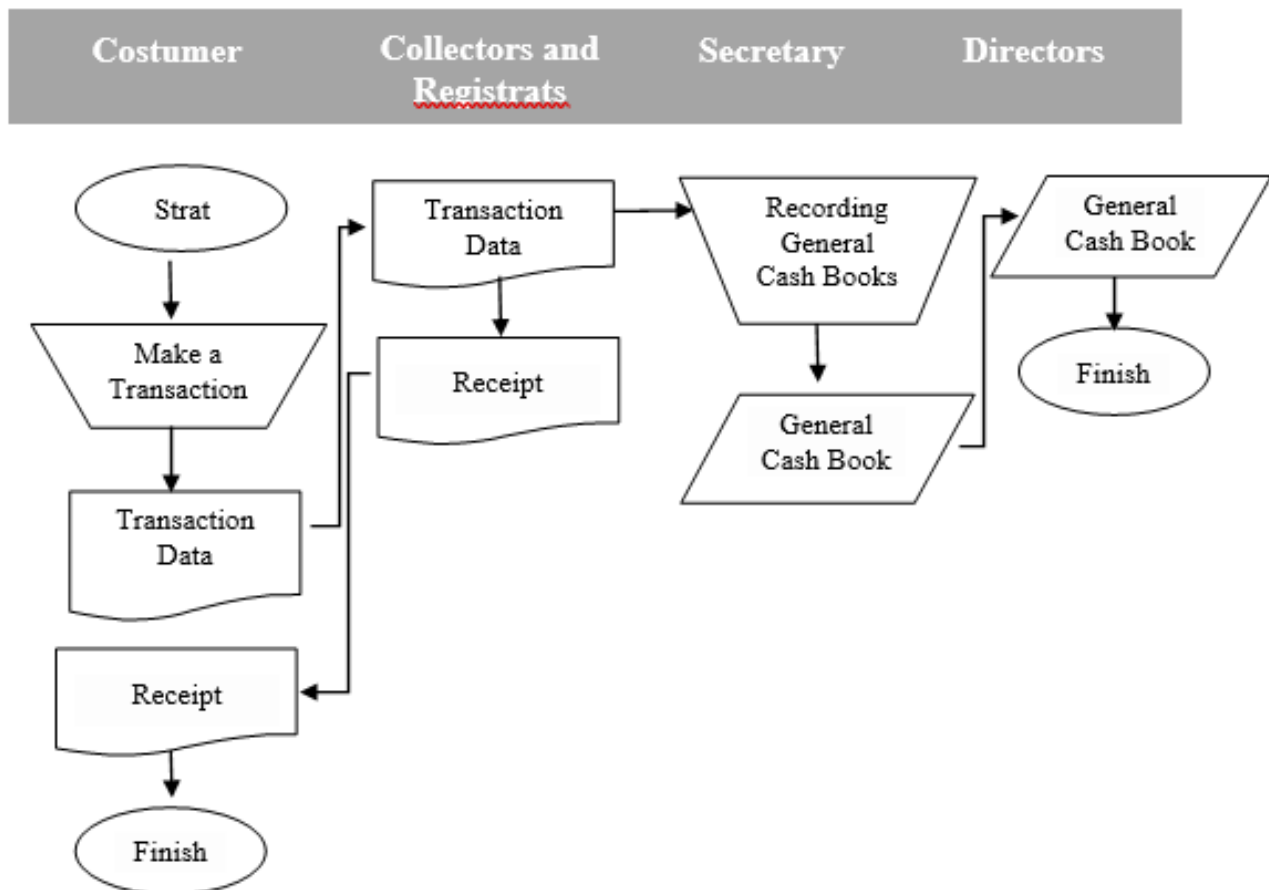 Costumer
Collectors and
Registrats
Secretary
Directors
Strat
Make a
Transaction
Transaction
Data
Receipt
Finish
Transaction
Data
Receipt
Recording
General
Cash Books
General
Cash Book
General
Cash Book
Finish